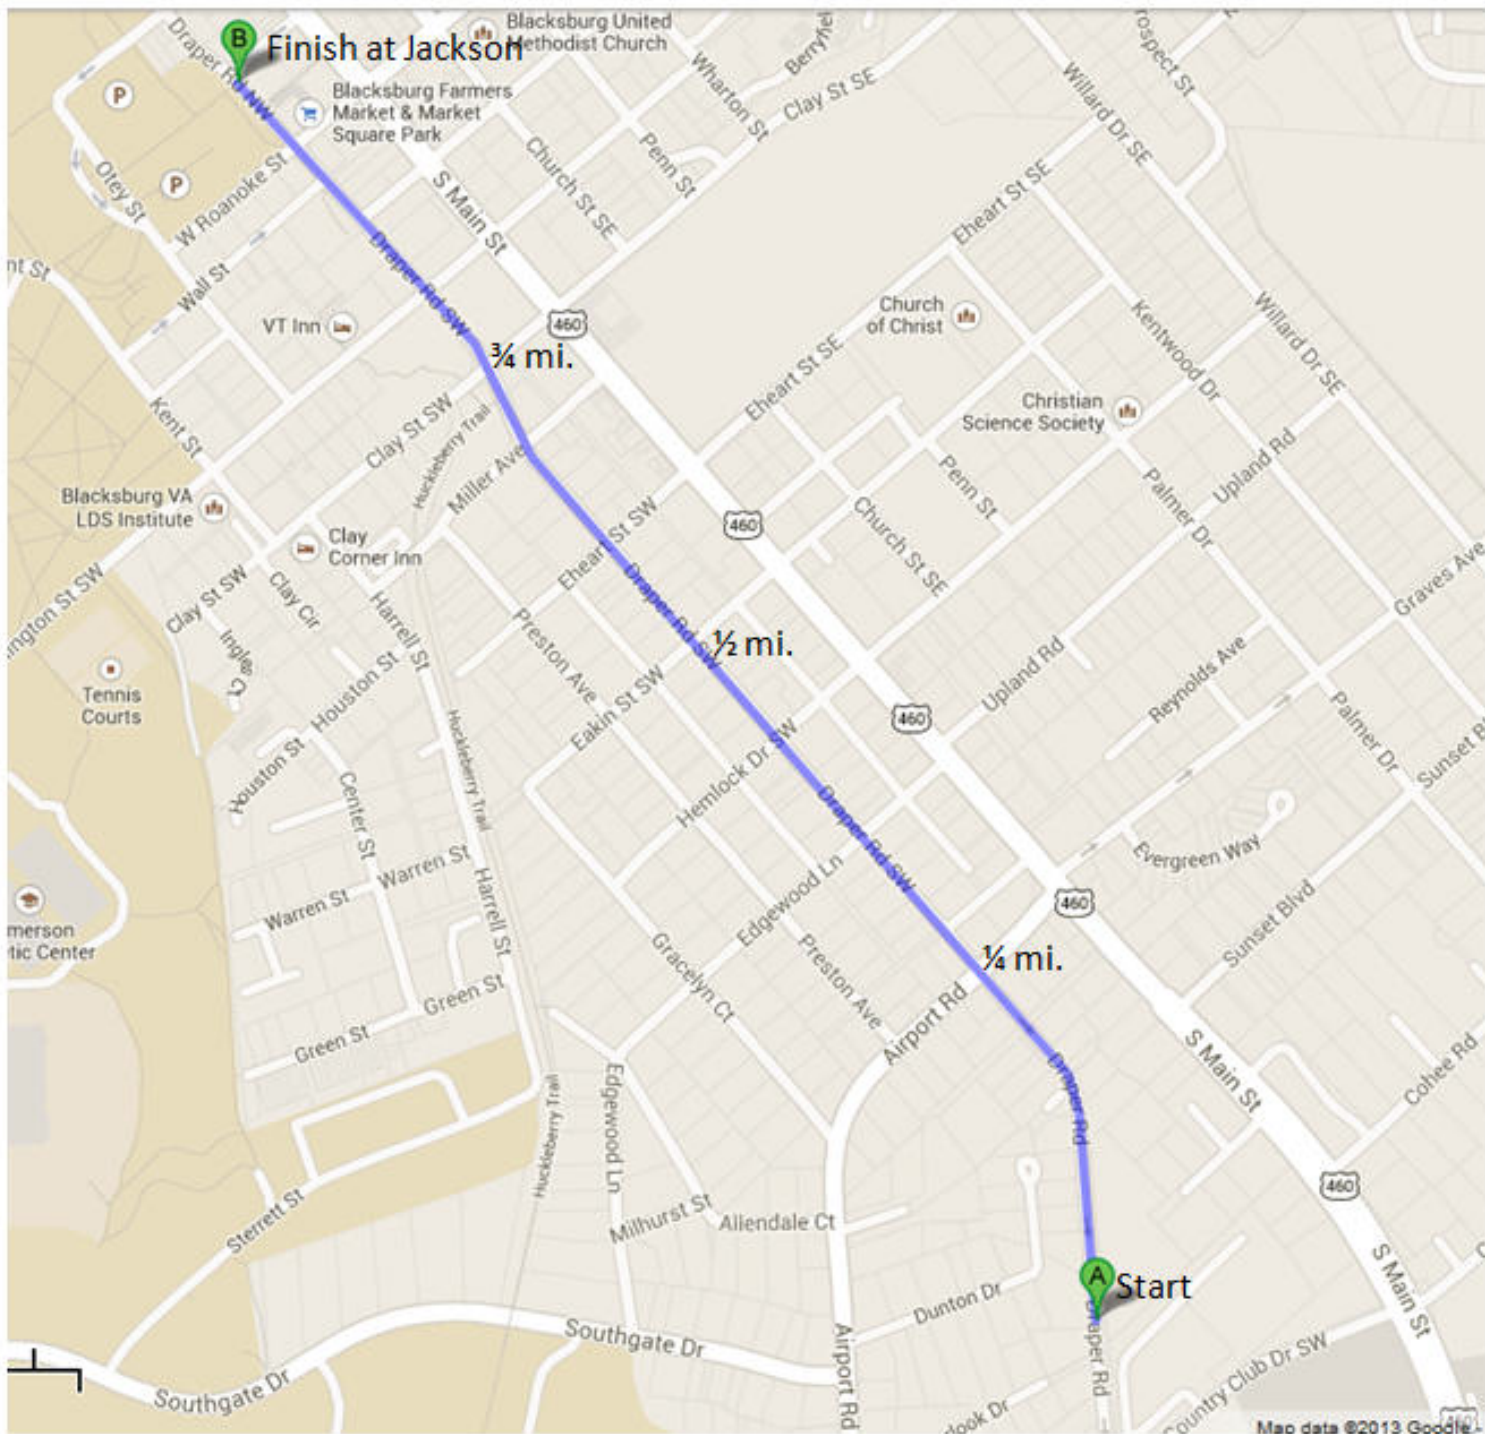 B
Finish at Jackson
Blacksburg United
Methodist Church
Draper Rd NW
Blacksburg Farmers
Market & Market
Square Park
P
P
Otey St
W Roanoke St
Wall St
S Main St
Church St SE
Penn St
Wharton St
Clay St SE
Willard Dr SE
Eheart St SE
Draper Rd SW
VT Inn
460
¾ mi.
Church
of Christ
Kentwood Dr
Willard Dr SE
Eheart St SE
Christian
Science Society
Kent St
Clay St SW
Huckleberry Trail
Miller Ave
Blacksburg VA
LDS Institute
Clay
Corner Inn
Eheart St SW
460
Penn St
Church St SE
Palmer Dr
Upland Rd
Graves Ave
Clay St SW
Clay Cir
Harrell St
Preston Ave
Draper Rd SW
½ mi.
Tennis
Courts
Houston St
Houston St
Eakin St SW
Upland Rd
Reynolds Ave
460
Palmer Dr
Huckleberry Trail
Center St
Hemlock Dr SW
Draper Rd SW
Warren St
Warren St
Edgewood Ln
Evergreen Way
460
Sunset Blvd
Harrell St
Gracelyn Ct
Preston Ave
¼ mi.
Airport Rd
Green St
Green St
Draper Rd
S Main St
Cohee Rd
Huckleberry Trail
Edgewood Ln
Sterrett St
Milhurst St
Allendale Ct
460
A
Start
Dunton Dr
Draper Rd
S Main St
Southgate Dr
Southgate Dr
Airport Rd
Country Club Dr SW
Map data ©2013 Google -